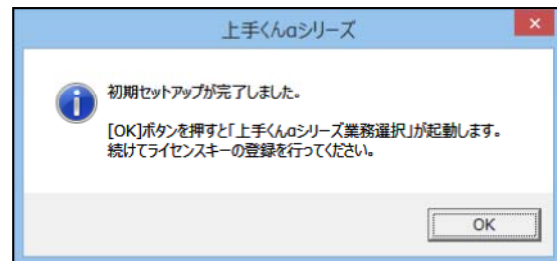 上手くんαシリーズ
初期セットアップが完了しました。
[OK]ボタンを押すと「上手くんαシリーズ業務選択」が起動します。
続けてライセンスキーの登録を行ってください。
OK